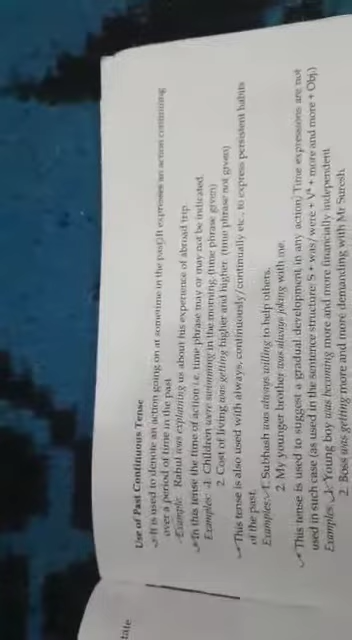 Use of Past Continuous Tense
It is used to denote an action going on at sometime in the past/It expresses an action continuing
over a period of time in the past
Example: Rahul was explaining us about his experience of abroad trip.
In this tense the time of action i.e. time phrase may or may not be indicated.
Examples: 1. Children were swimming in the morning. (time phrase given)
2. Cost of living was getting higher and higher. (time phrase not given)
This tense is also used with always, continuously/continually etc., to express persistent habits
of the past.
Examples: 1. Subhash was always willing to help others.
2. My younger brother was always joking with me.
This tense is used to suggest a gradual development in any action/Time expressions are not
used in such case (as used in the sentence structure: S + was/were + V⁴ + more and more + Obj.)
Examples: 1. Young boy was becoming more and more financially independent
2. Boss was getting more and more demanding with Mr Suresh.
tate